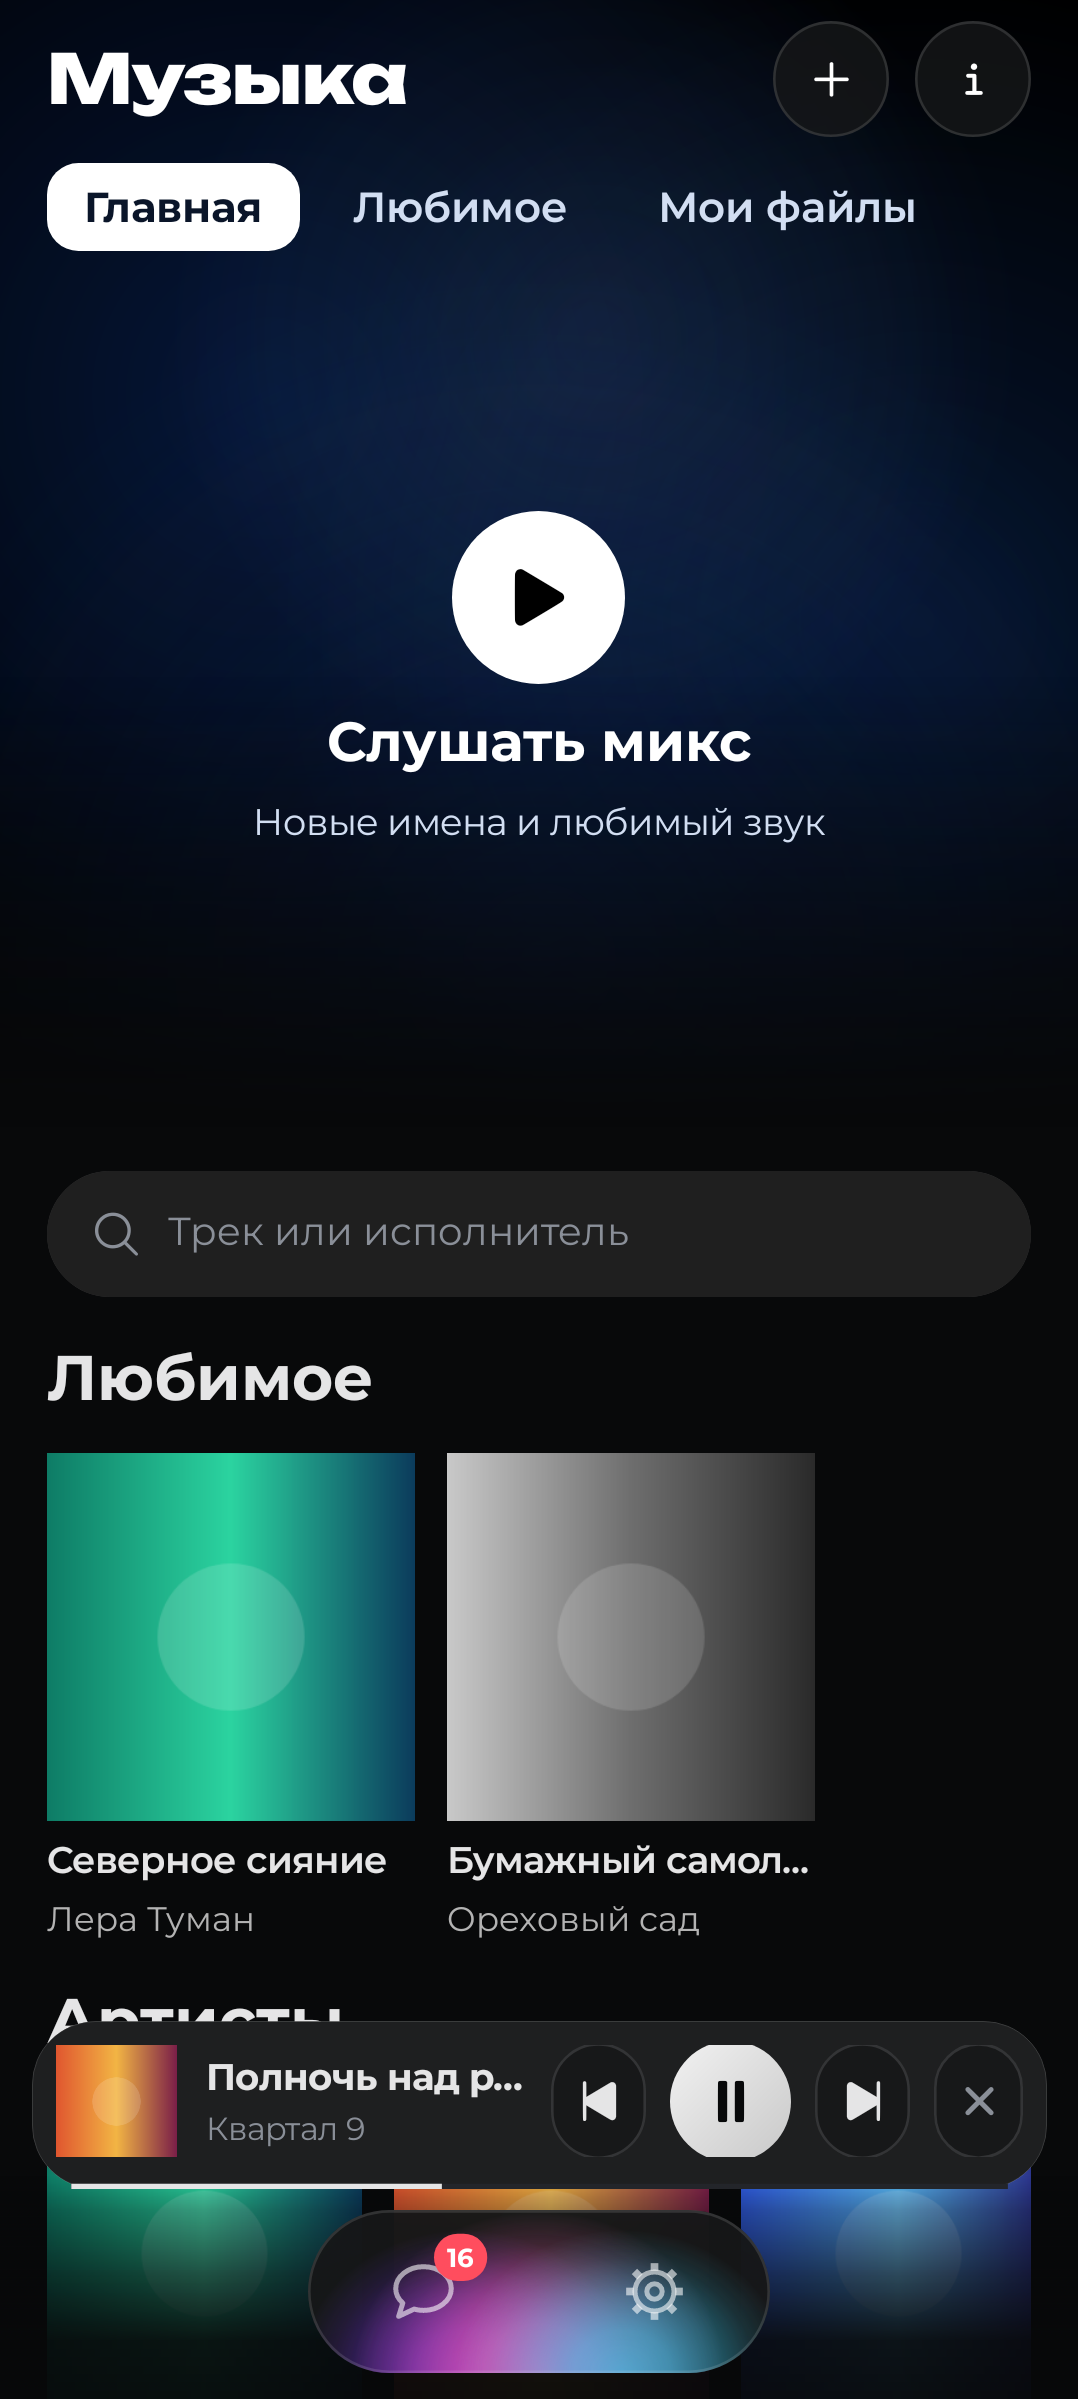 Музыка
Главная
Любимое
Мои файлы
Слушать микс
Новые имена и любимый звук
Трек или исполнитель
Любимое
Северное сияние
Лера Туман
Бумажный самол...
Ореховый сад
Артисты
Полночь над р...
Квартал 9
16